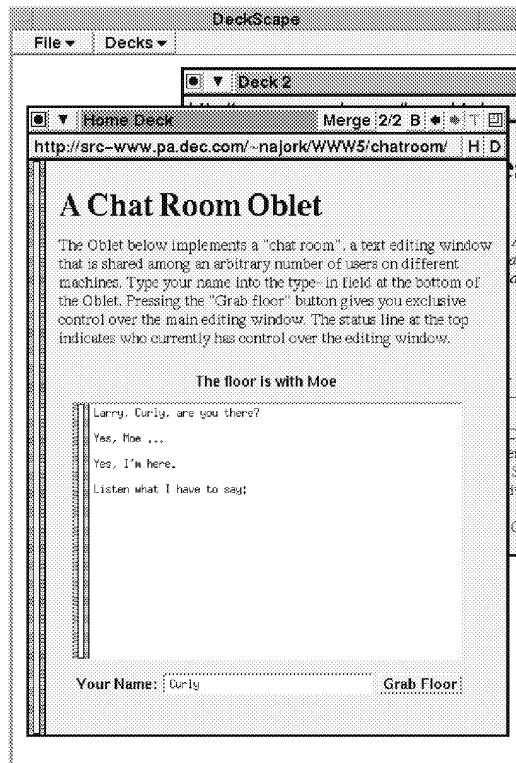 DeckScape
File ▾ Decks ▾
Deck 2
Home Deck Merge 2/2 B T
http://src-www.pa.dec.com/~najork/WWW5/chatroom/ H D
A Chat Room Oblet
The Oblet below implements a "chat room", a text editing window
that is shared among an arbitrary number of users on different
machines. Type your name into the type-in field at the bottom of
the Oblet. Pressing the "Grab floor" button gives you exclusive
control over the main editing window. The status line at the top
indicates who currently has control over the editing window.
The floor is with Moe
Larry, Curly, are you there?
Yes, Moe ...
Yes, I'm here.
Listen what I have to say:
Your Name: Curly Grab Floor